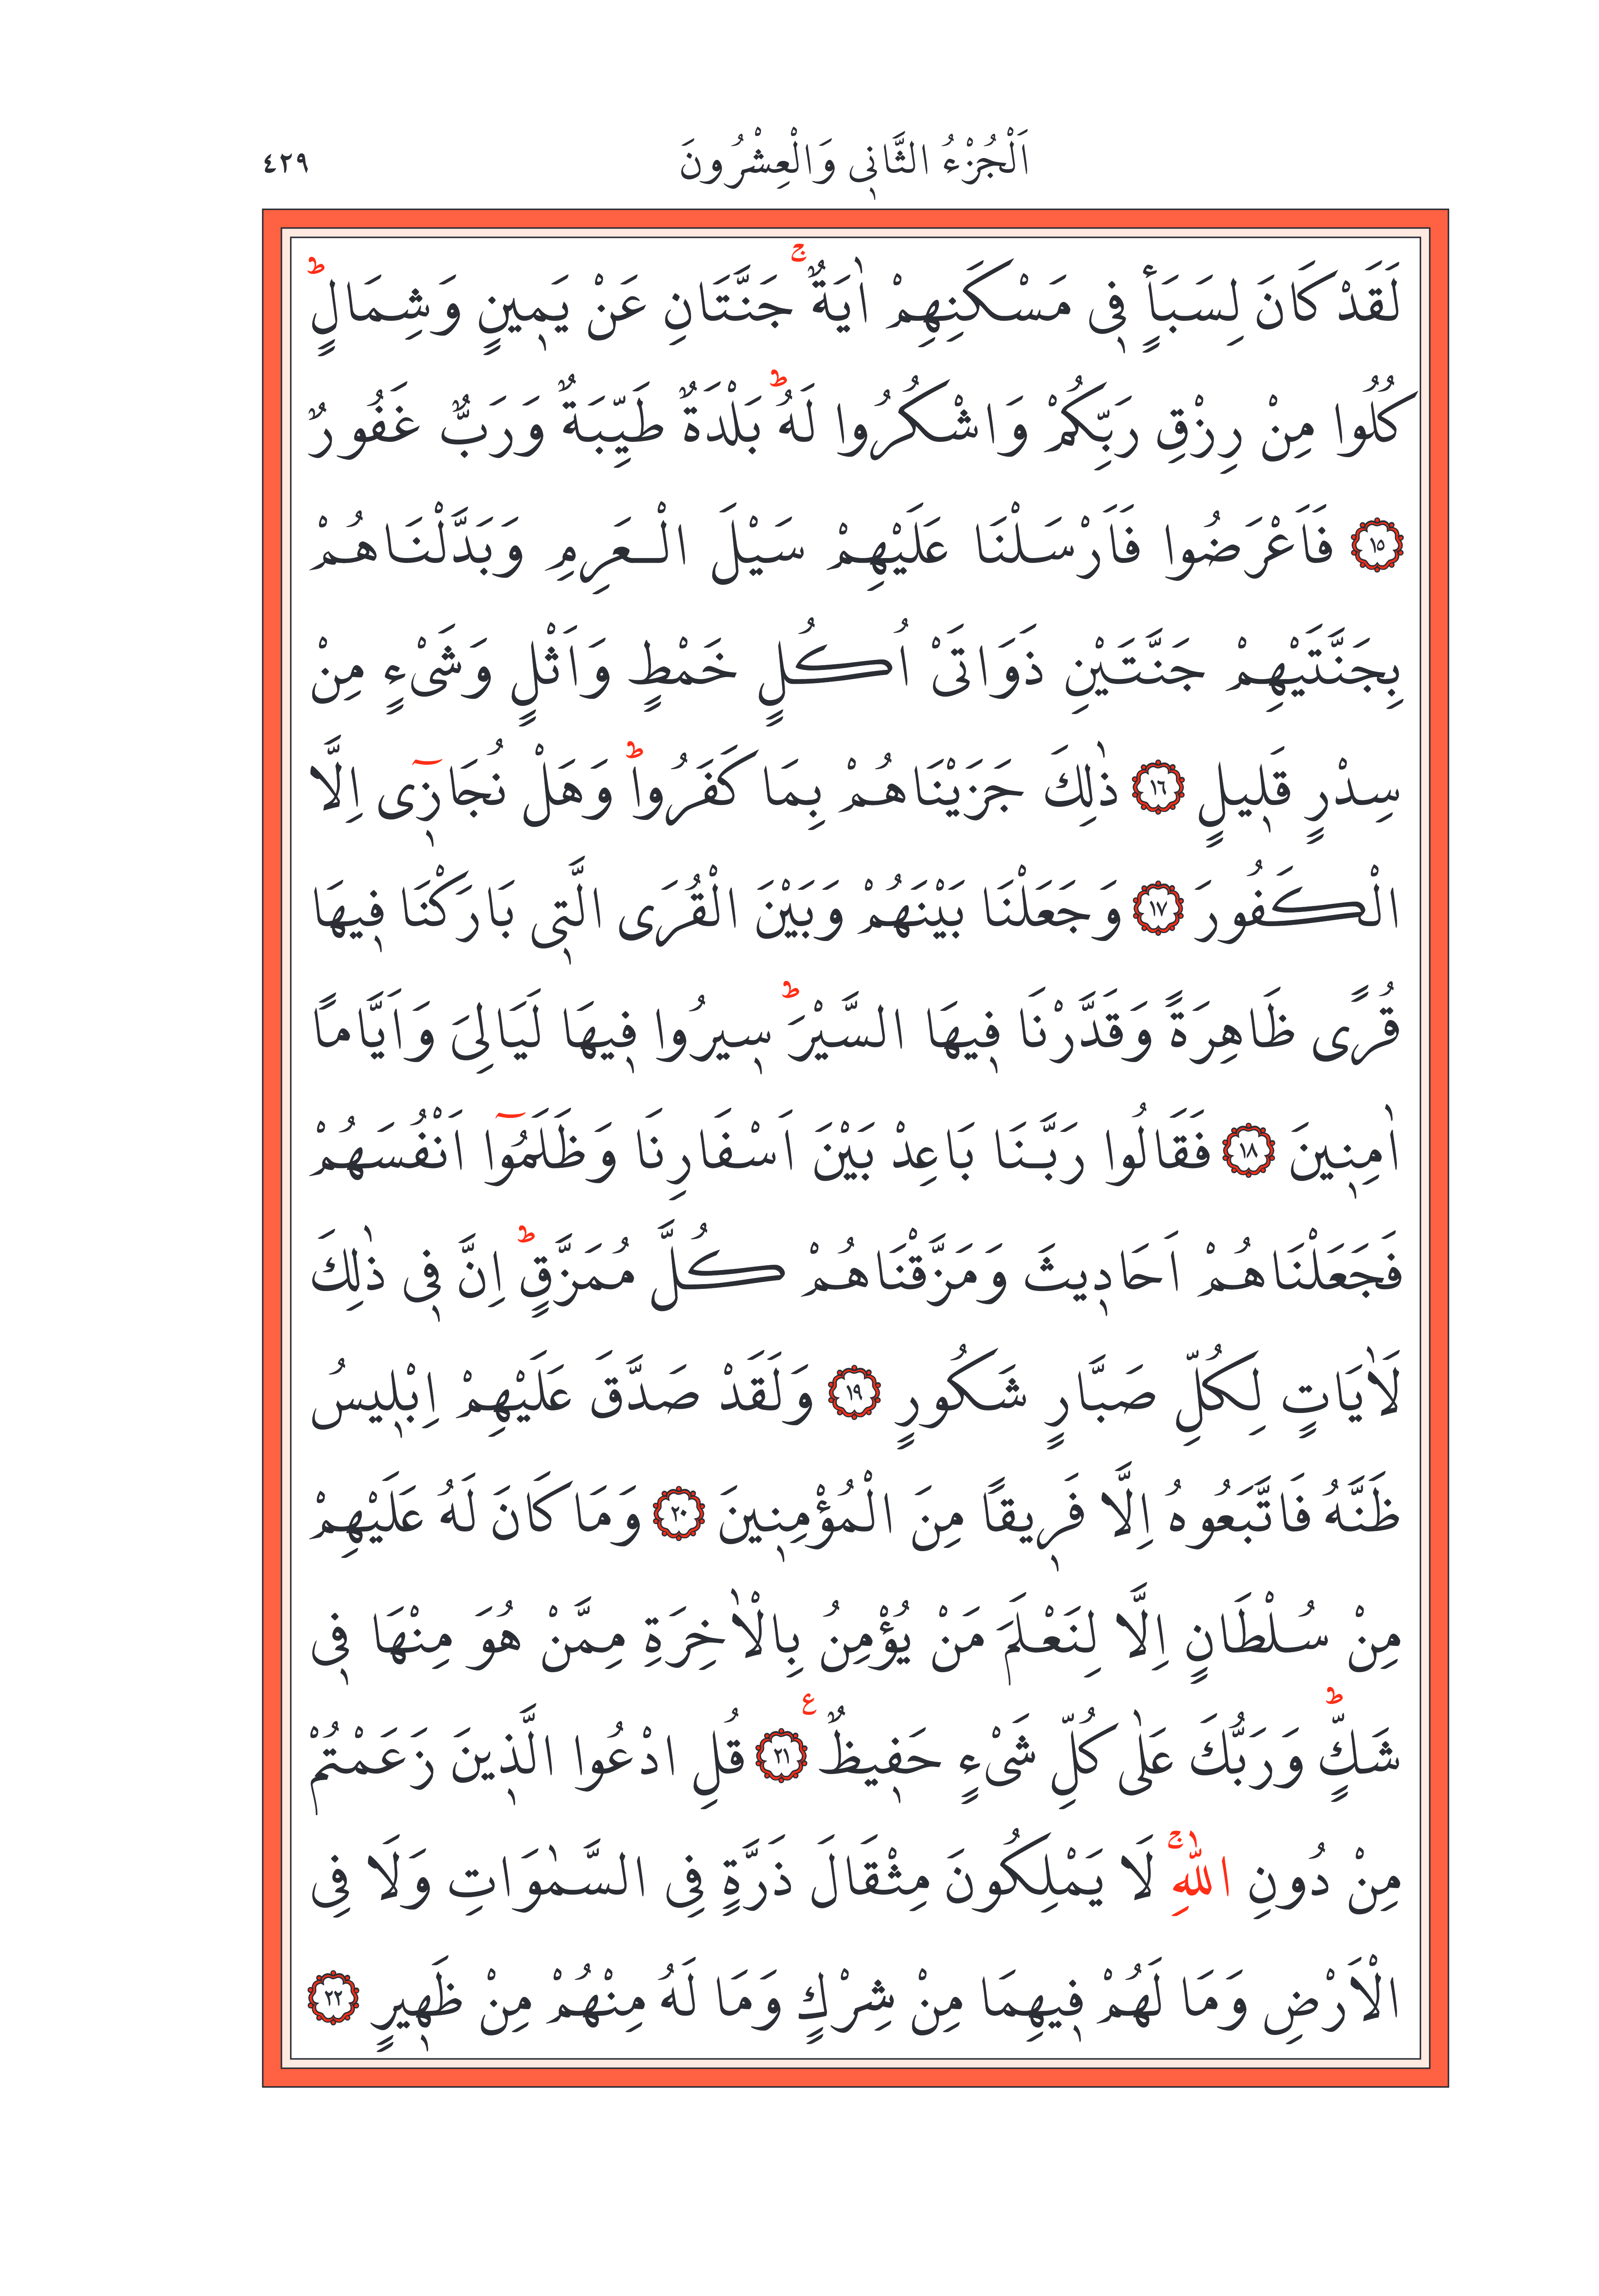 اَلْجُزْءُ الثَّانٖى وَالْعِشْرُونَ ٤٢٩
لَقَدْ كَانَ لِسَبَأٍ فٖى مَسْكَنِهِمْ اٰيَةٌۚ جَنَّتَانِ عَنْ يَمٖينٍ وَشِمَالٍؕ
كُلُوا مِنْ رِزْقِ رَبِّكُمْ وَاشْكُرُوا لَهُؕ بَلْدَةٌ طَيِّبَةٌ وَرَبٌّ غَفُورٌ
١٥ فَاَعْرَضُوا فَاَرْسَلْنَا عَلَيْهِمْ سَيْلَ الْعَرِمِ وَبَدَّلْنَاهُمْ
بِجَنَّتَيْهِمْ جَنَّتَيْنِ ذَوَاتَىْ اُكُلٍ خَمْطٍ وَاَثْلٍ وَشَىْءٍ مِنْ
سِدْرٍ قَلٖيلٍ ١٦ ذٰلِكَ جَزَيْنَاهُمْ بِمَا كَفَرُواؕ وَهَلْ نُجَازٖٓى اِلَّا
الْكَفُورَ ١٧ وَجَعَلْنَا بَيْنَهُمْ وَبَيْنَ الْقُرَى الَّتٖى بَارَكْنَا فٖيهَا
قُرًى ظَاهِرَةً وَقَدَّرْنَا فٖيهَا السَّيْرَؕ سٖيرُوا فٖيهَا لَيَالِىَ وَاَيَّامًا
اٰمِنٖينَ ١٨ فَقَالُوا رَبَّنَا بَاعِدْ بَيْنَ اَسْفَارِنَا وَظَلَمُٓوا اَنْفُسَهُمْ
فَجَعَلْنَاهُمْ اَحَادٖيثَ وَمَزَّقْنَاهُمْ كُلَّ مُمَزَّقٍؕ اِنَّ فٖى ذٰلِكَ
لَاٰيَاتٍ لِكُلِّ صَبَّارٍ شَكُورٍ ١٩ وَلَقَدْ صَدَّقَ عَلَيْهِمْ اِبْلٖيسُ
ظَنَّهُ فَاتَّبَعُوهُ اِلَّا فَرٖيقًا مِنَ الْمُؤْمِنٖينَ ٢٠ وَمَا كَانَ لَهُ عَلَيْهِمْ
مِنْ سُلْطَانٍ اِلَّا لِنَعْلَمَ مَنْ يُؤْمِنُ بِالْاٰخِرَةِ مِمَّنْ هُوَ مِنْهَا فٖى
شَكٍّؕ وَرَبُّكَ عَلٰى كُلِّ شَىْءٍ حَفٖيظٌ ع ٢١ قُلِ ادْعُوا الَّذٖينَ زَعَمْتُمْ
مِنْ دُونِ اللّٰهِۚ لَا يَمْلِكُونَ مِثْقَالَ ذَرَّةٍ فِى السَّمٰوَاتِ وَلَا فِى
الْاَرْضِ وَمَا لَهُمْ فٖيهِمَا مِنْ شِرْكٍ وَمَا لَهُ مِنْهُمْ مِنْ ظَهٖيرٍ ٢٢